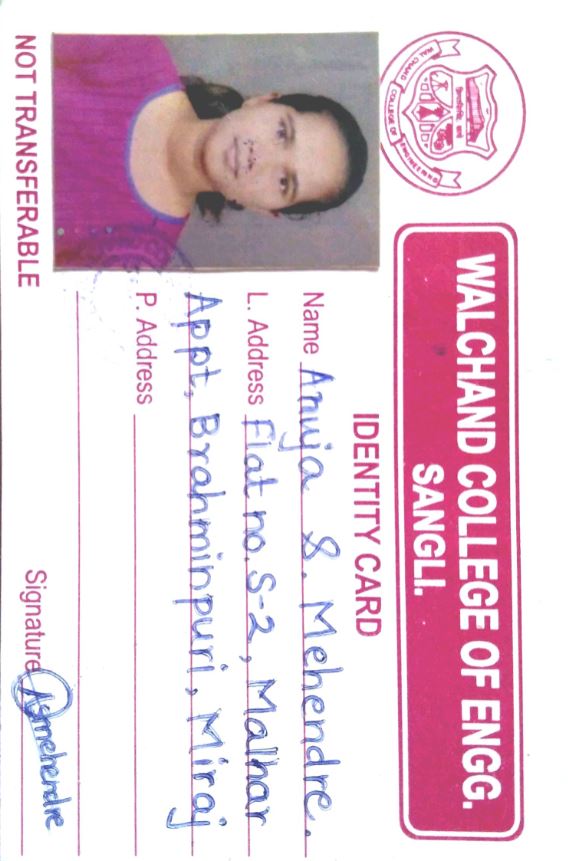 WALCHAND COLLEGE OF ENGINEERING
WALCHAND COLLEGE OF ENGG.
SANGLI.
IDENTITY CARD
Name Anuja S. Mehendre.
L. Address Flat no. S-2, Malhar
Appt, Brahminpuri, Miraj
P. Address
NOT TRANSFERABLE
Signature ASmehendre